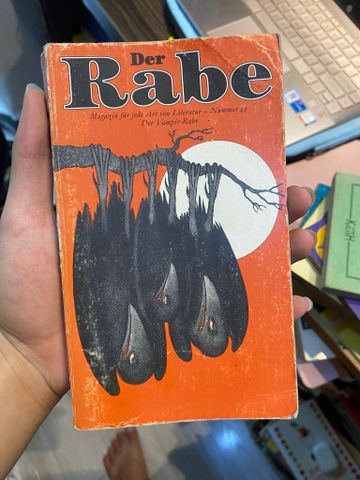 Der
Rabe
Magazin für jede Art von Literatur – Nummer 41
Der Vampir-Rabe